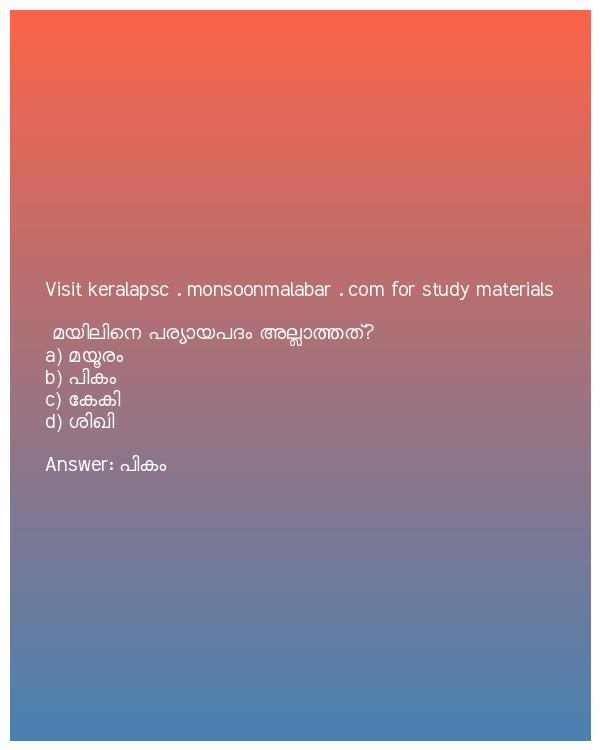 Visit keralapsc . monsoonmalabar . com for study materials
മയിലിനെ പര്യായപദം അല്ലാത്തത്?
a) മയൂരം
b) പികം
c) കേകി
d) ശിഖി
Answer: പികം